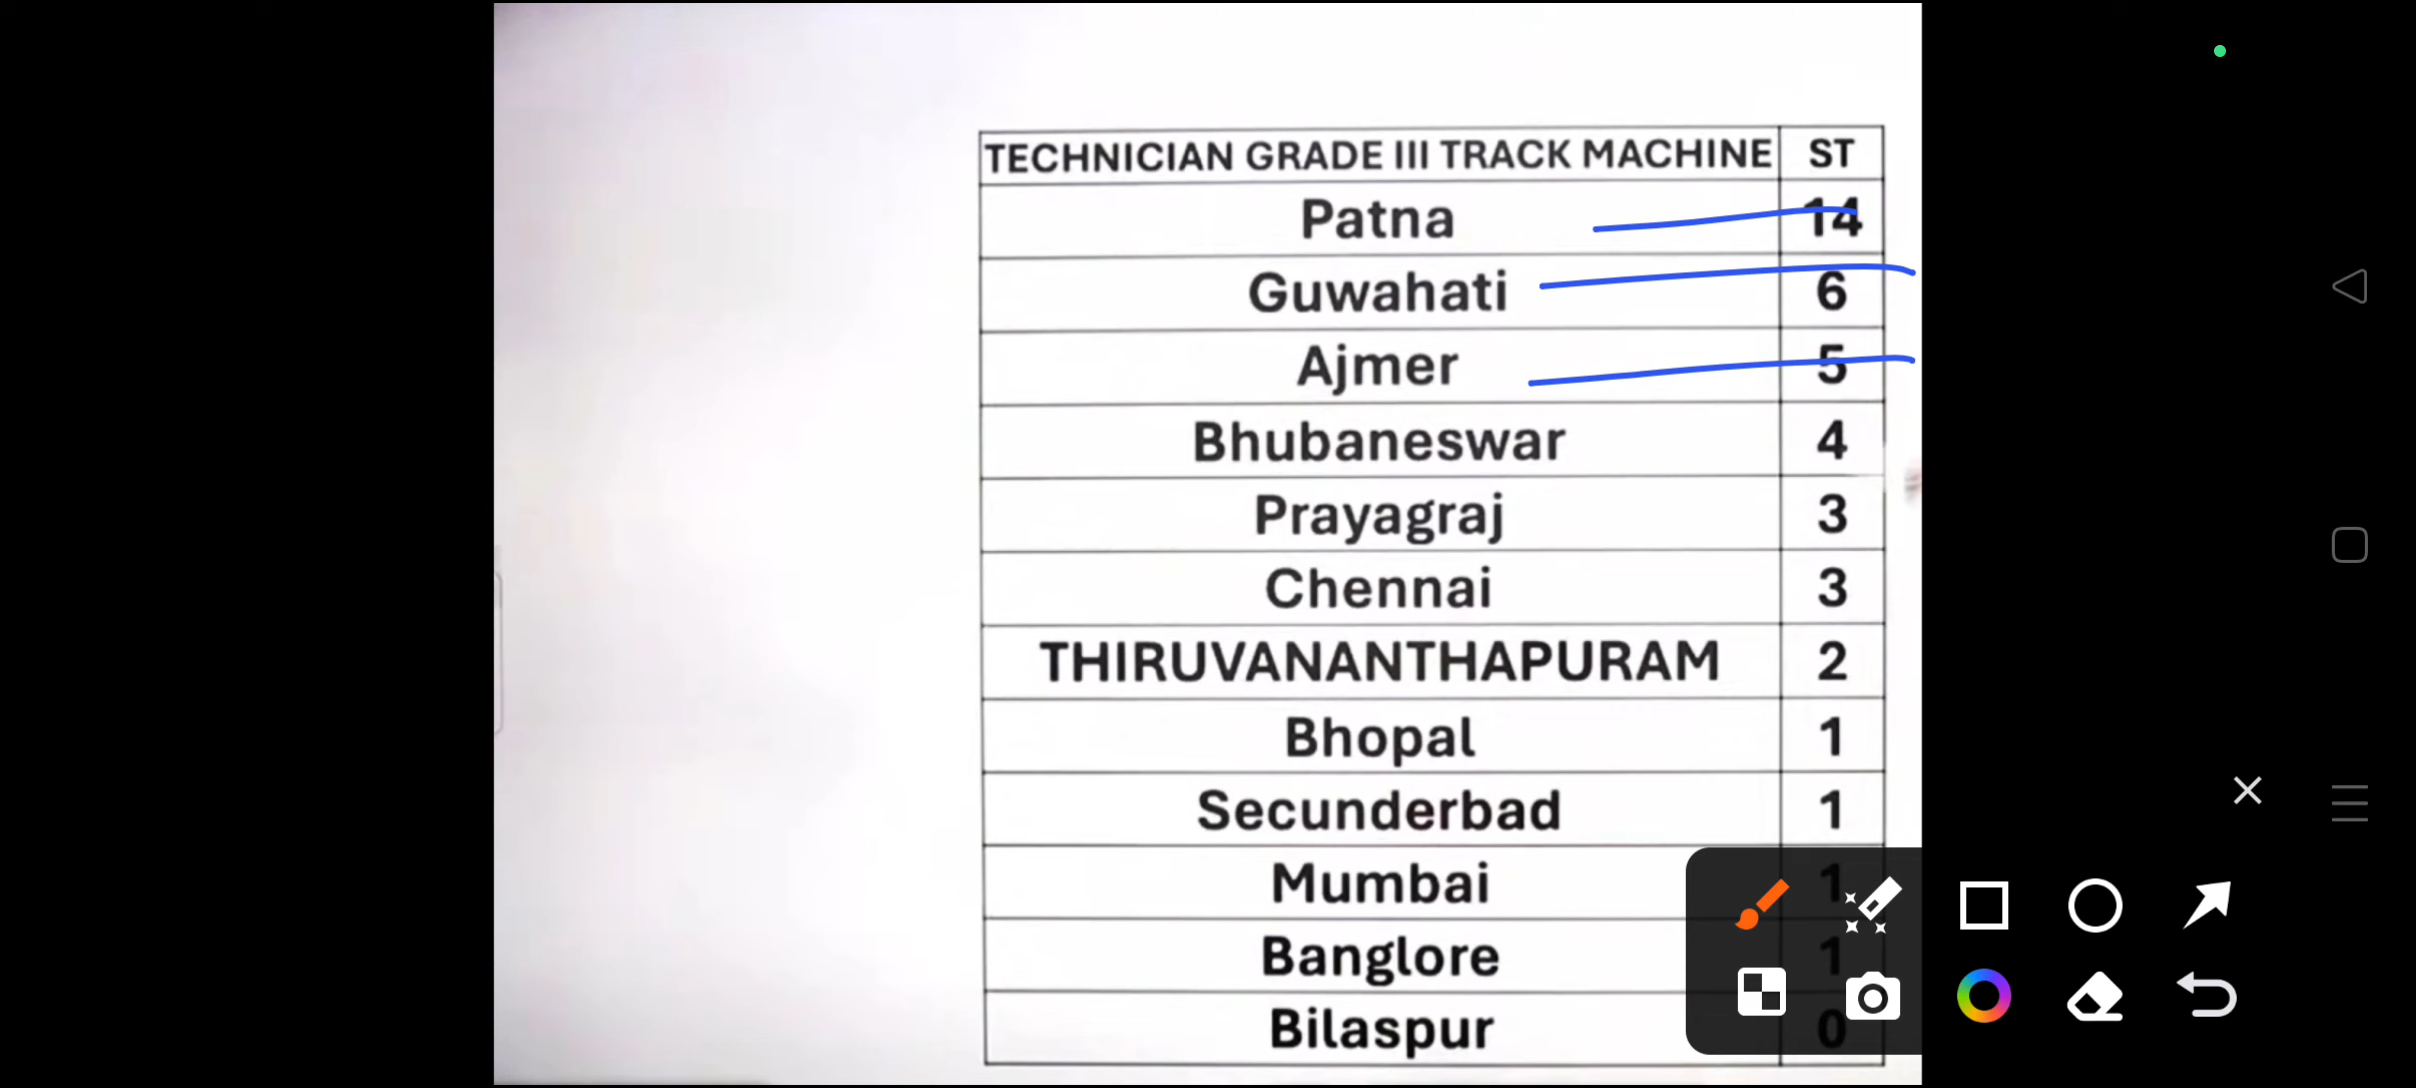 TECHNICIAN GRADE III TRACK MACHINE ST
Patna 14
Guwahati 6
Ajmer 5
Bhubaneswar 4
Prayagraj 3
Chennai 3
THIRUVANANTHAPURAM 2
Bhopal 1
Secunderbad 1
Mumbai 1
Banglore 1
Bilaspur 0